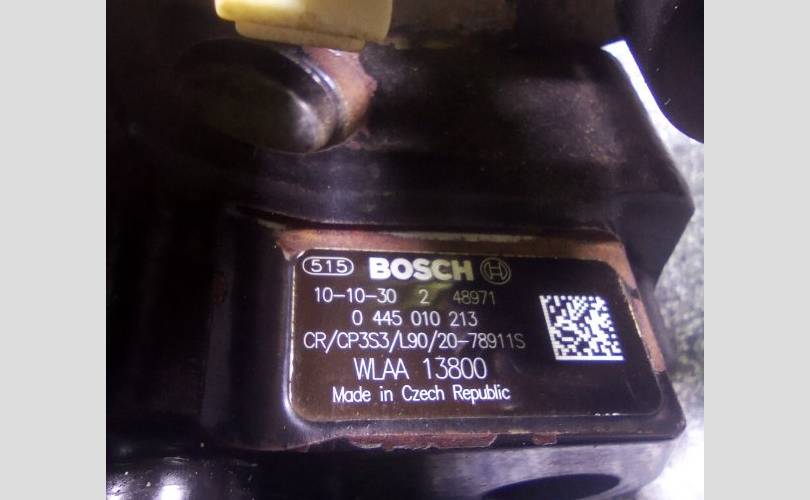 515 BOSCH
10-10-30 2 48971
0 445 010 213
CR/CP3S3/L90/20-78911S
WLAA 13800
Made in Czech Republic